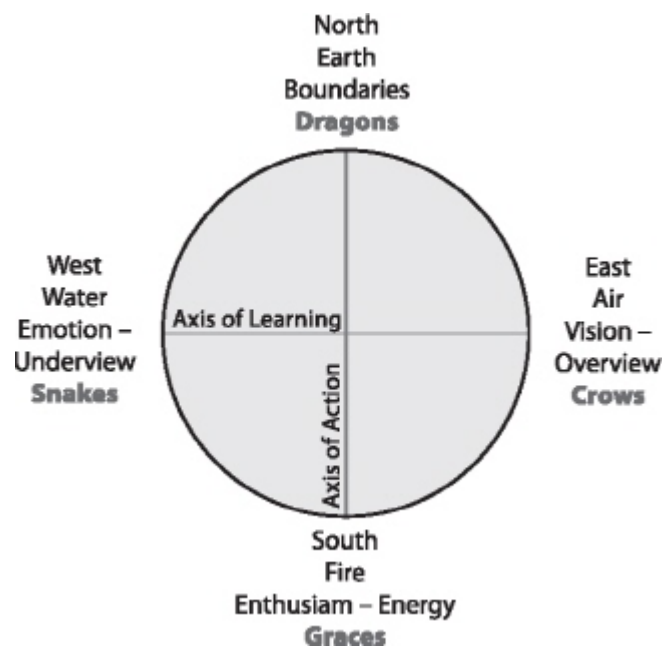 North
Earth
Boundaries
Dragons
West
Water
Emotion –
Underview
Snakes
Axis of Learning
Axis of Action
East
Air
Vision –
Overview
Crows
South
Fire
Enthusiam – Energy
Graces